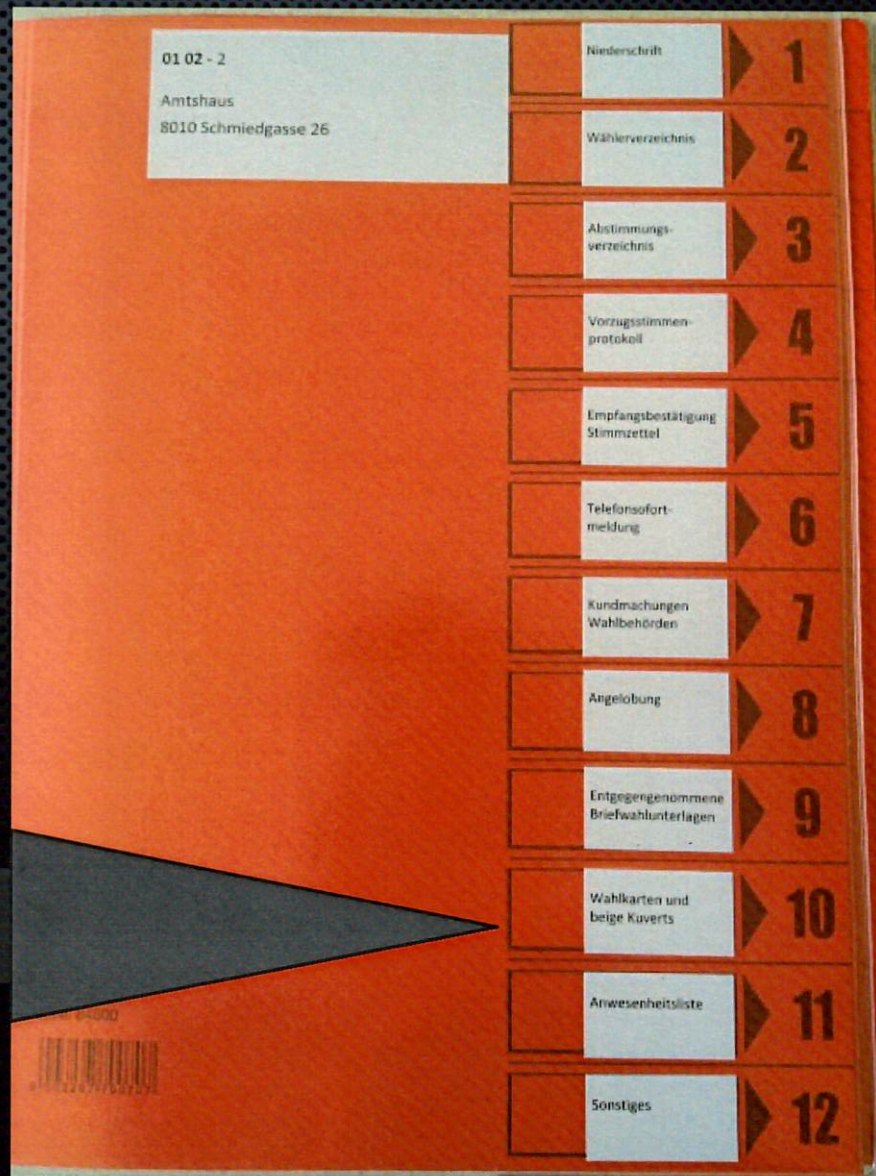 01 02 - 2
Amtshaus
8010 Schmiedgasse 26
Niederschrift
1
Wählerverzeichnis
2
Abstimmungs-
verzeichnis
3
Vorzugsstimmen-
protokoll
4
Empfangsbestätigung
Stimmzettel
5
Telefonsofort-
meldung
6
Kundmachungen
Wahlbehörden
7
Angelobung
8
Entgegengenommene
Briefwahlunterlagen
9
Wahlkarten und
beige Kuverts
10
Anwesenheitsliste
11
Sonstiges
12